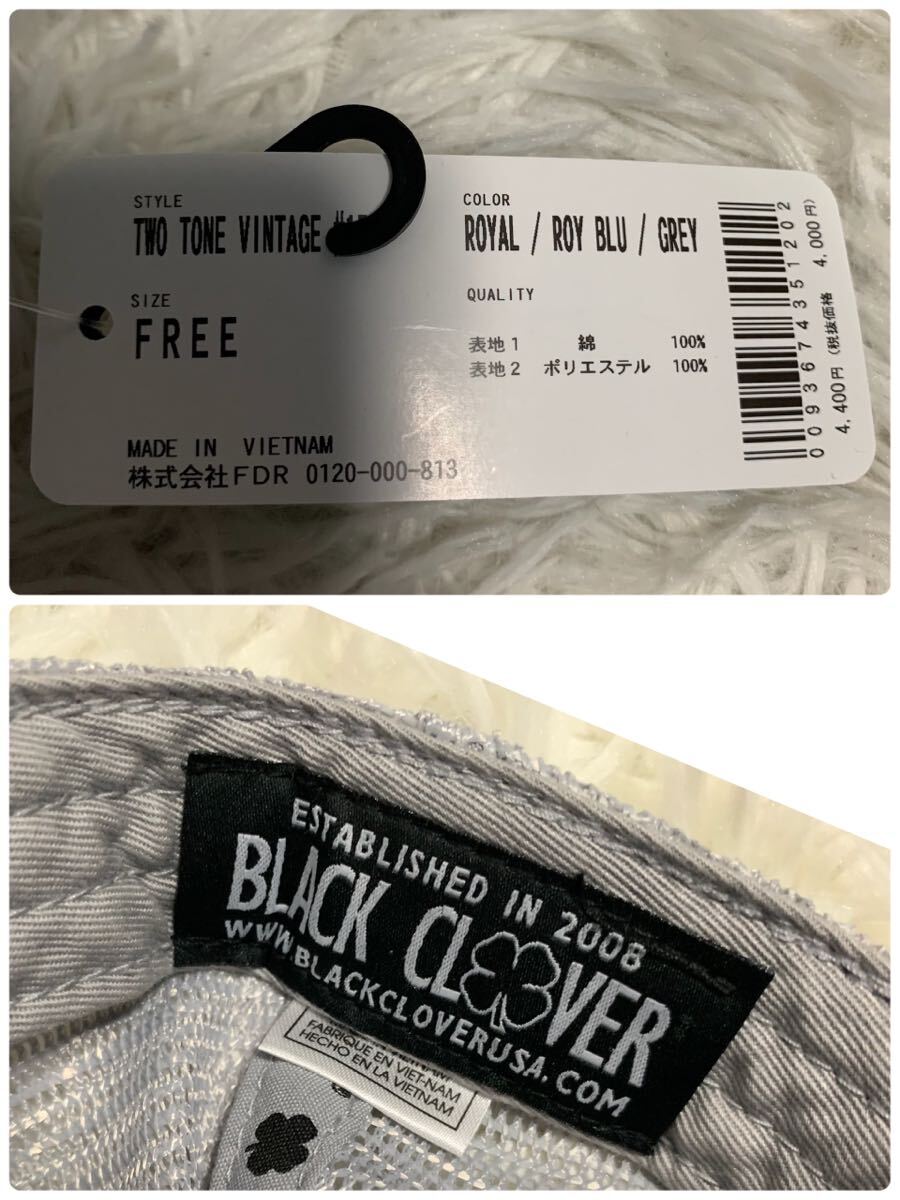 STYLE
TWO TONE VINTAGE
COLOR
ROYAL / ROY BLU / GREY
SIZE
FREE
QUALITY
表地1 綿 100%
表地2 ポリエステル 100%
MADE IN VIETNAM
株式会社FDR 0120-000-813
0093674351202
4,400円 (税抜価格 4,000円)
ESTABLISHED IN 2008
BLACK CLOVER
WWW.BLACKCLOVERUSA.COM
FABRIQUE EN VIET-NAM
HECHO EN LA VIETNAM